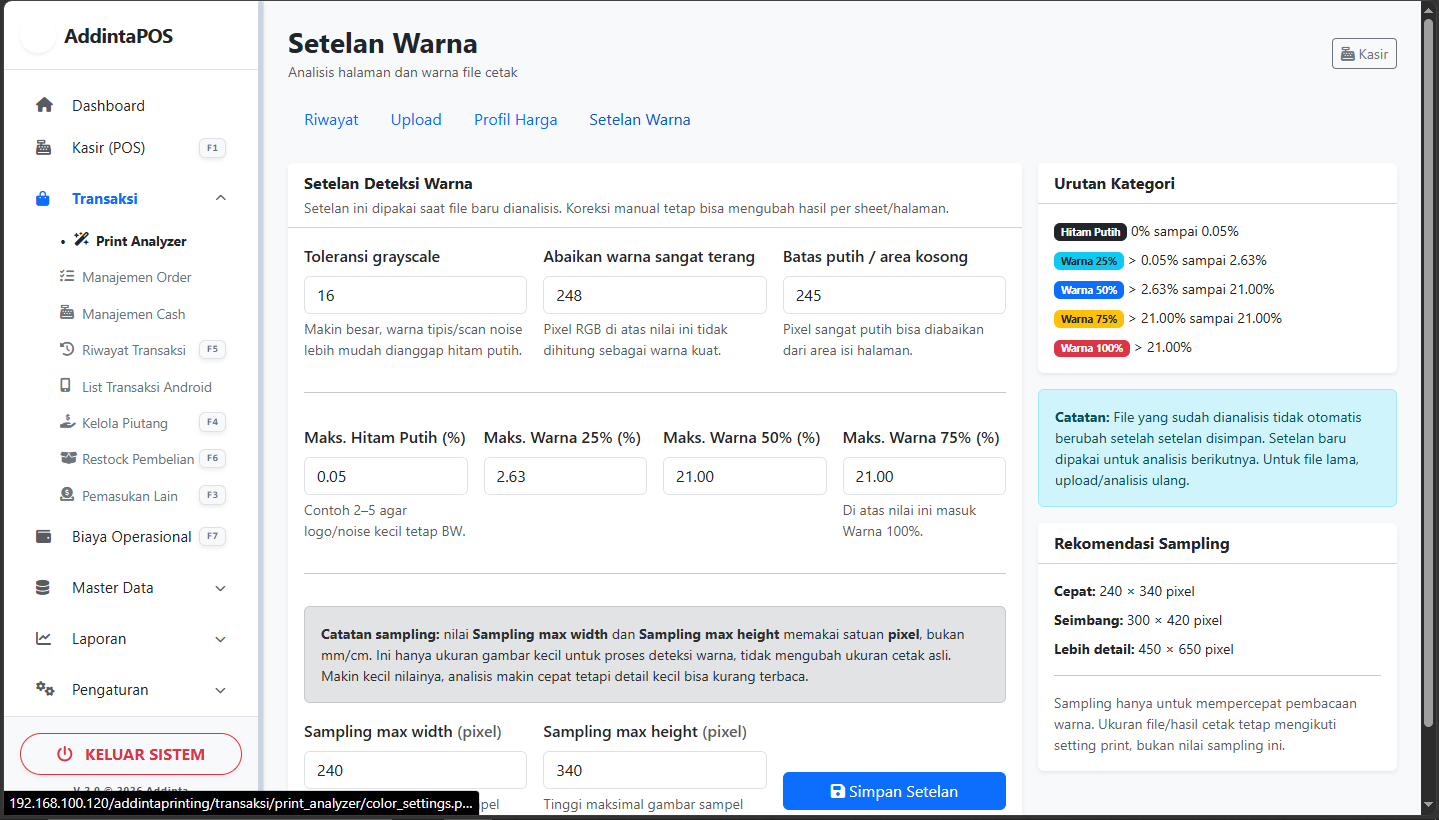 AddintaPOS
Dashboard
Kasir (POS) F1
Transaksi
• Print Analyzer
Manajemen Order
Manajemen Cash
Riwayat Transaksi F5
List Transaksi Android
Kelola Piutang F4
Restock Pembelian F6
Pemasukan Lain F3
Biaya Operasional F7
Master Data
Laporan
Pengaturan
KELUAR SISTEM
V 2.0 © 2026 Addinta
192.168.100.120/addintaprinting/transaksi/print_analyzer/color_settings.p...
Setelan Warna
Analisis halaman dan warna file cetak
Kasir
Riwayat Upload Profil Harga Setelan Warna
Setelan Deteksi Warna
Setelan ini dipakai saat file baru dianalisis. Koreksi manual tetap bisa mengubah hasil per sheet/halaman.
Toleransi grayscale
16
Makin besar, warna tipis/scan noise
lebih mudah dianggap hitam putih.
Abaikan warna sangat terang
248
Pixel RGB di atas nilai ini tidak
dihitung sebagai warna kuat.
Batas putih / area kosong
245
Pixel sangat putih bisa diabaikan
dari area isi halaman.
Maks. Hitam Putih (%)
0.05
Contoh 2–5 agar
logo/noise kecil tetap BW.
Maks. Warna 25% (%)
2.63
Maks. Warna 50% (%)
21.00
Maks. Warna 75% (%)
21.00
Di atas nilai ini masuk
Warna 100%.
Catatan sampling: nilai Sampling max width dan Sampling max height memakai satuan pixel, bukan
mm/cm. Ini hanya ukuran gambar kecil untuk proses deteksi warna, tidak mengubah ukuran cetak asli.
Makin kecil nilainya, analisis makin cepat tetapi detail kecil bisa kurang terbaca.
Sampling max width (pixel)
240
Sampling max height (pixel)
340
Tinggi maksimal gambar sampel
Simpan Setelan
Urutan Kategori
Hitam Putih 0% sampai 0.05%
Warna 25% > 0.05% sampai 2.63%
Warna 50% > 2.63% sampai 21.00%
Warna 75% > 21.00% sampai 21.00%
Warna 100% > 21.00%
Catatan: File yang sudah dianalisis tidak otomatis
berubah setelah setelan disimpan. Setelan baru
dipakai untuk analisis berikutnya. Untuk file lama,
upload/analisis ulang.
Rekomendasi Sampling
Cepat: 240 × 340 pixel
Seimbang: 300 × 420 pixel
Lebih detail: 450 × 650 pixel
Sampling hanya untuk mempercepat pembacaan
warna. Ukuran file/hasil cetak tetap mengikuti
setting print, bukan nilai sampling ini.